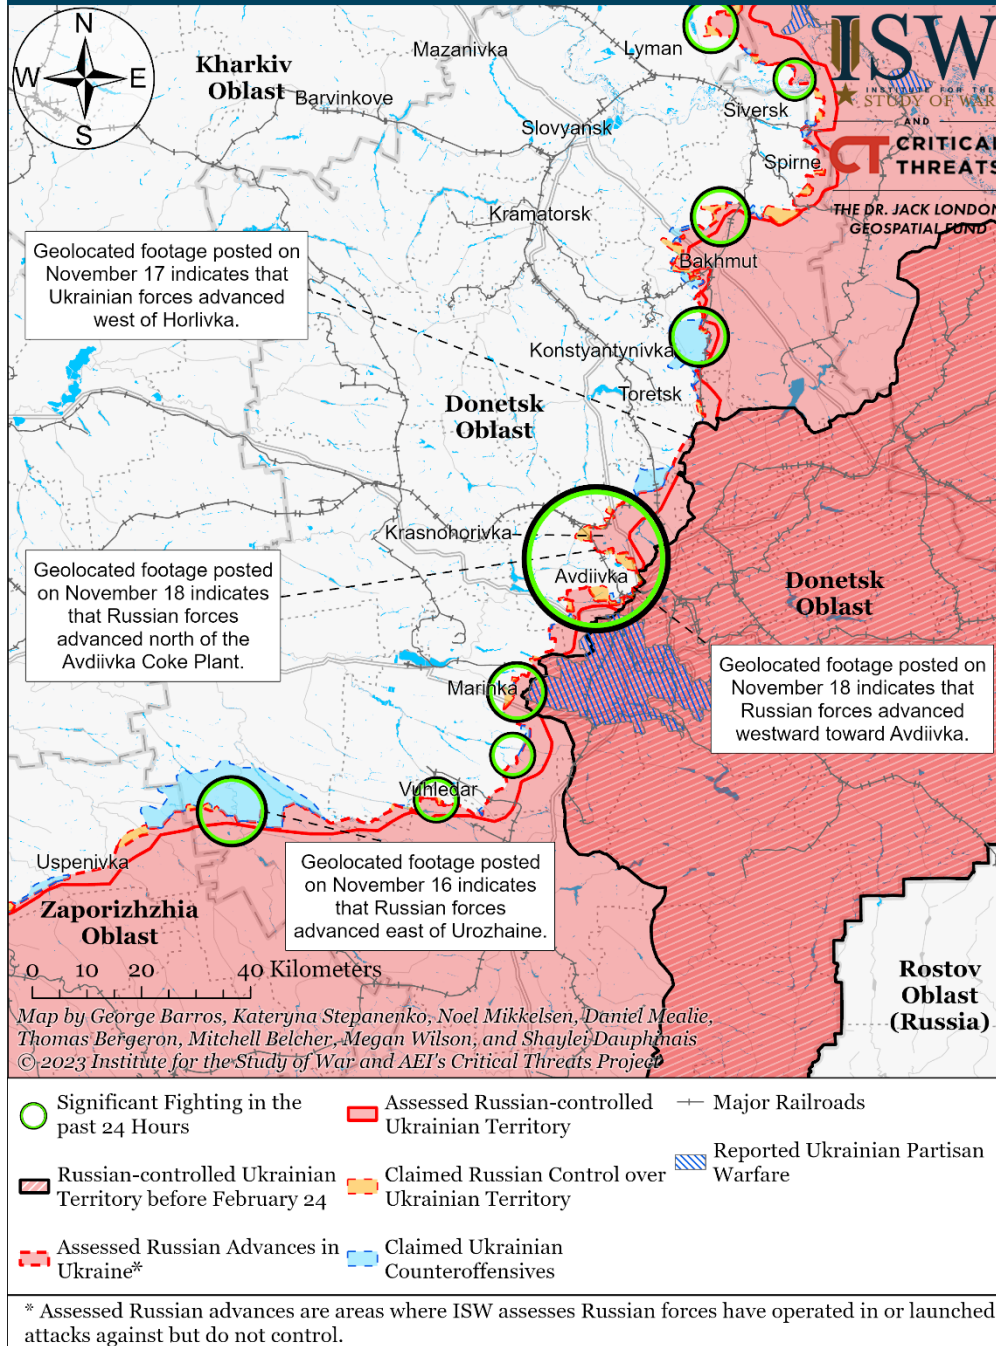 N
W
E
S
Mazanivka
Lyman
ISW
INSTITUTE FOR THE
STUDY OF WAR
AND
CT CRITICAL
THREATS
THE DR. JACK LONDON
GEOSPATIAL FUND
Kharkiv
Oblast
Barvinkove
Siversk
Slovyansk
Spirne
Kramatorsk
Geolocated footage posted on
November 17 indicates that
Ukrainian forces advanced
west of Horlivka.
Bakhmut
Konstyantynivka
Toretsk
Donetsk
Oblast
Krasnohorivka
Geolocated footage posted
on November 18 indicates
that Russian forces
advanced north of the
Avdiivka Coke Plant.
Avdiivka
Donetsk
Oblast
Geolocated footage posted on
November 18 indicates that
Russian forces advanced
westward toward Avdiivka.
Marinka
Vuhledar
Uspenivka
Geolocated footage posted
on November 16 indicates
that Russian forces
advanced east of Urozhaine.
Zaporizhzhia
Oblast
Rostov
Oblast
(Russia)
0 10 20 40 Kilometers
Map by George Barros, Kateryna Stepanenko, Noel Mikkelsen, Daniel Mealie,
Thomas Bergeron, Mitchell Belcher, Megan Wilson, and Shaylei Dauphinais
© 2023 Institute for the Study of War and AEI's Critical Threats Project
Significant Fighting in the
past 24 Hours
Russian-controlled Ukrainian
Territory before February 24
Assessed Russian Advances in
Ukraine*
Assessed Russian-controlled
Ukrainian Territory
Claimed Russian Control over
Ukrainian Territory
Claimed Ukrainian
Counteroffensives
Major Railroads
Reported Ukrainian Partisan
Warfare
* Assessed Russian advances are areas where ISW assesses Russian forces have operated in or launched
attacks against but do not control.